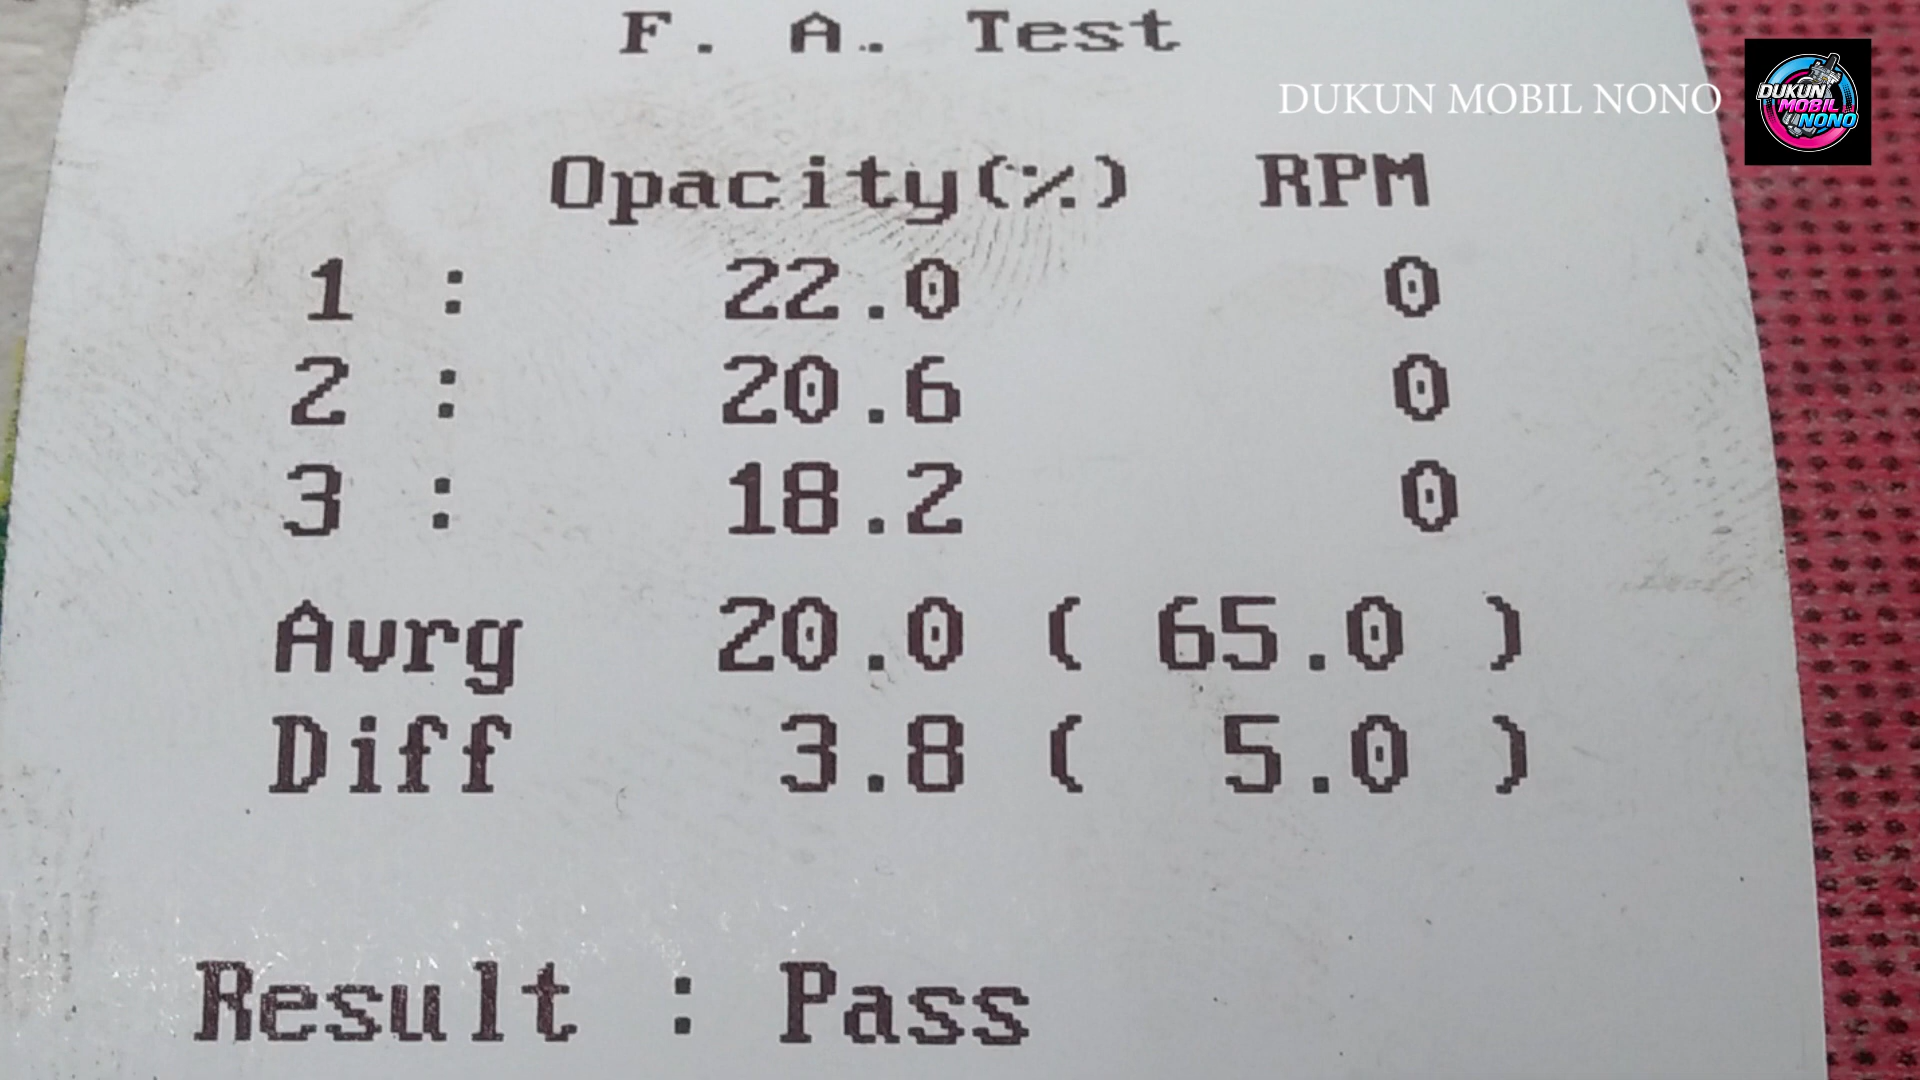 F. A. Test
DUKUN MOBIL NONO
DUKUN
MOBIL
NONO
Opacity(%) RPM
1 : 22.0 0
2 : 20.6 0
3 : 18.2 0
Avrg 20.0 ( 65.0 )
Diff 3.8 ( 5.0 )
Result : Pass